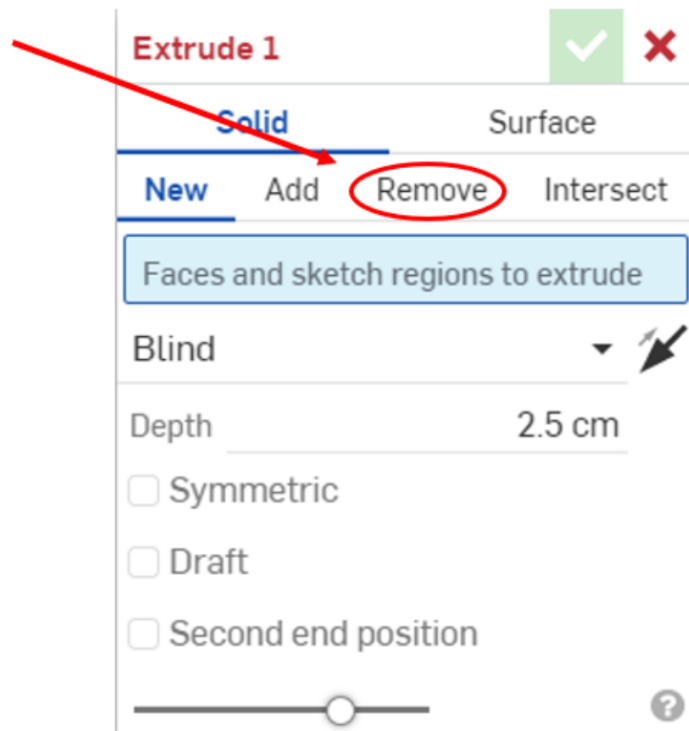 Extrude 1
Solid Surface
New Add Remove Intersect
Faces and sketch regions to extrude
Blind
Depth 2.5 cm
Symmetric
Draft
Second end position
?